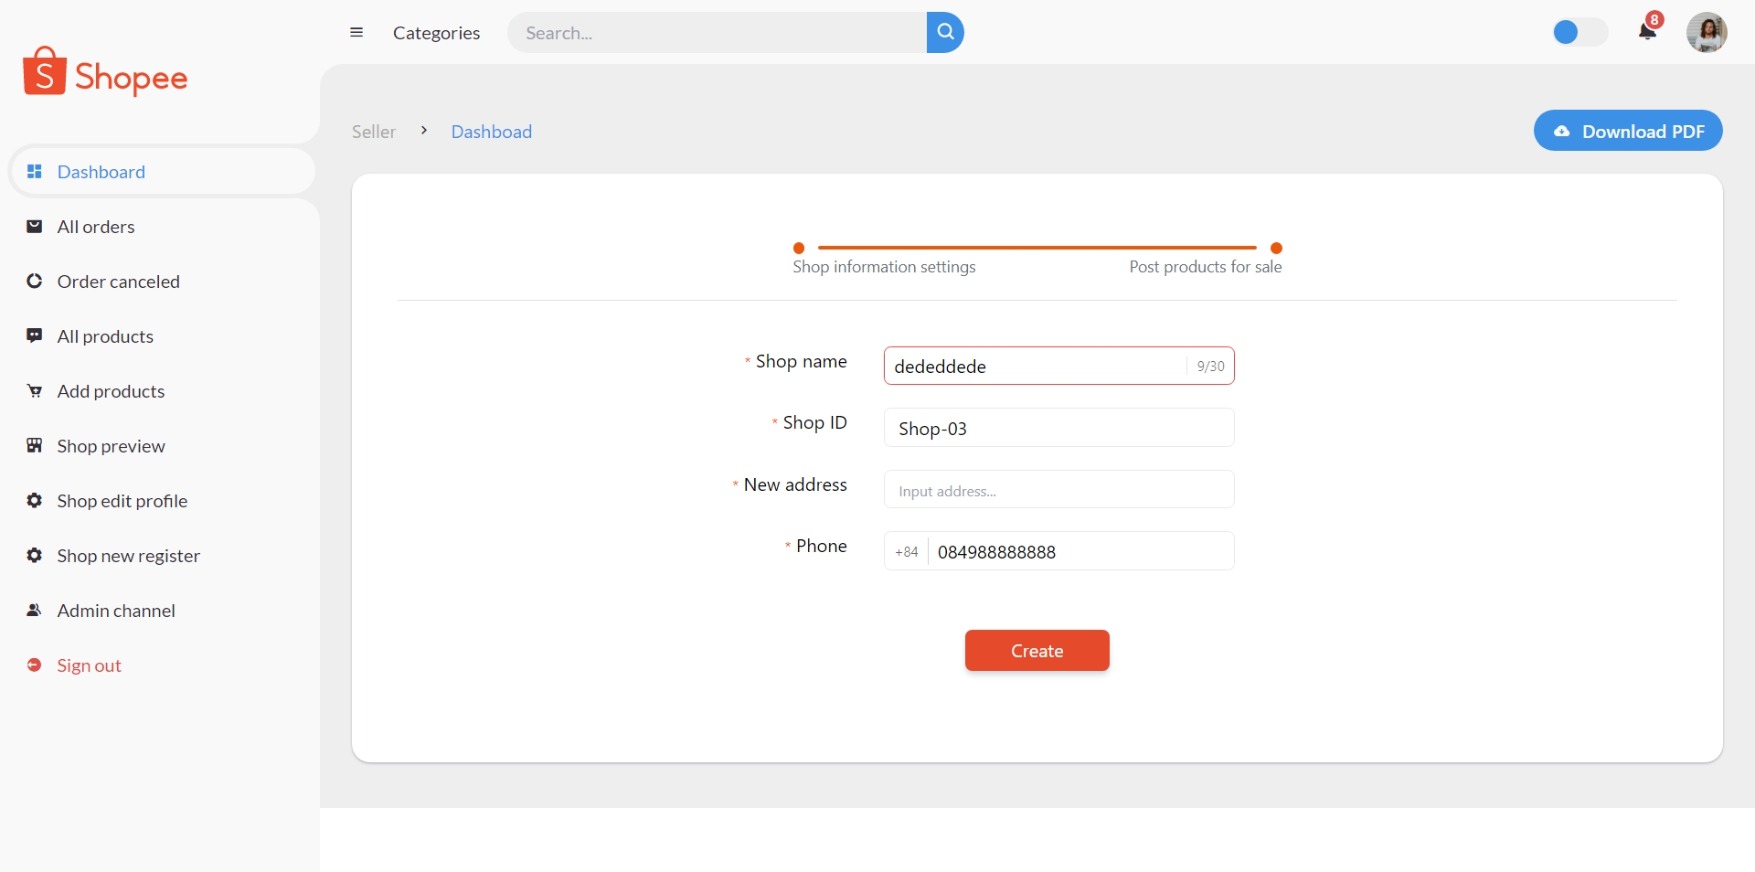 Categories
Search...
8
S Shopee
Seller > Dashboad
Download PDF
Dashboard
All orders
Order canceled
All products
Add products
Shop preview
Shop edit profile
Shop new register
Admin channel
Sign out
Shop information settings
Post products for sale
* Shop name
dededdede
9/30
* Shop ID
Shop-03
* New address
Input address...
* Phone
+84
084988888888
Create